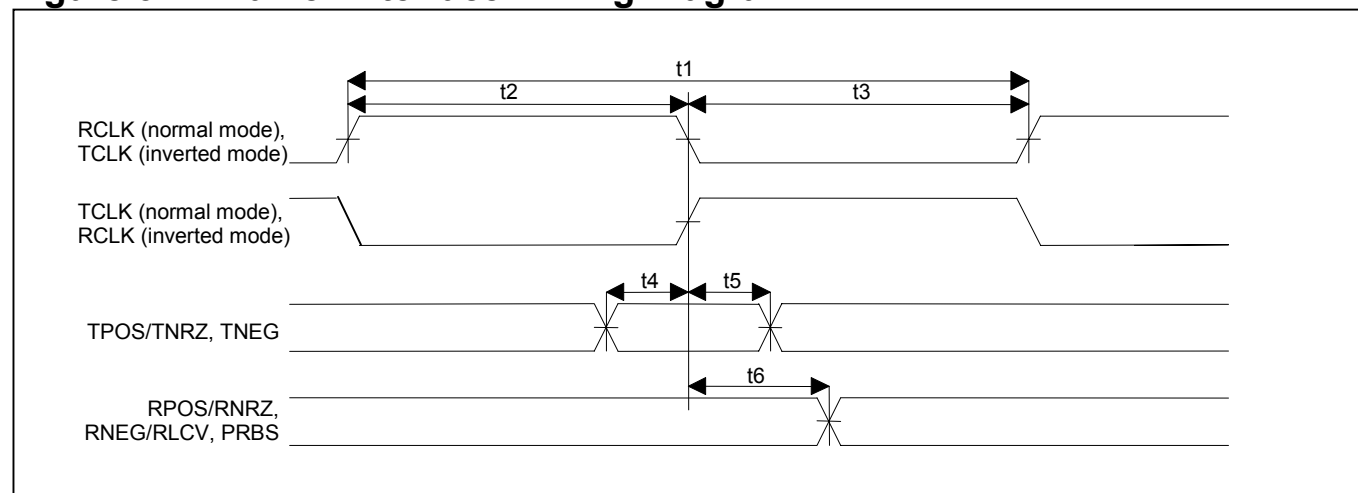 t1
t2
t3
RCLK (normal mode),
TCLK (inverted mode)
TCLK (normal mode),
RCLK (inverted mode)
t4
t5
TPOS/TNRZ, TNEG
t6
RPOS/RNRZ,
RNEG/RLCV, PRBS